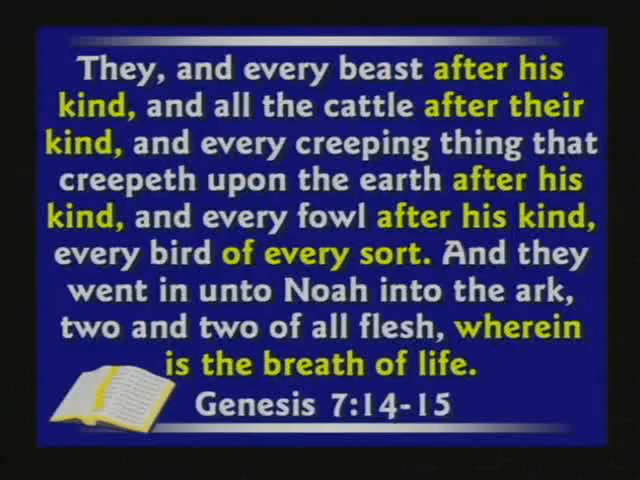 They, and every beast after his
kind, and all the cattle after their
kind, and every creeping thing that
creepeth upon the earth after his
kind, and every fowl after his kind,
every bird of every sort. And they
went in unto Noah into the ark,
two and two of all flesh, wherein
is the breath of life.
Genesis 7:14-15